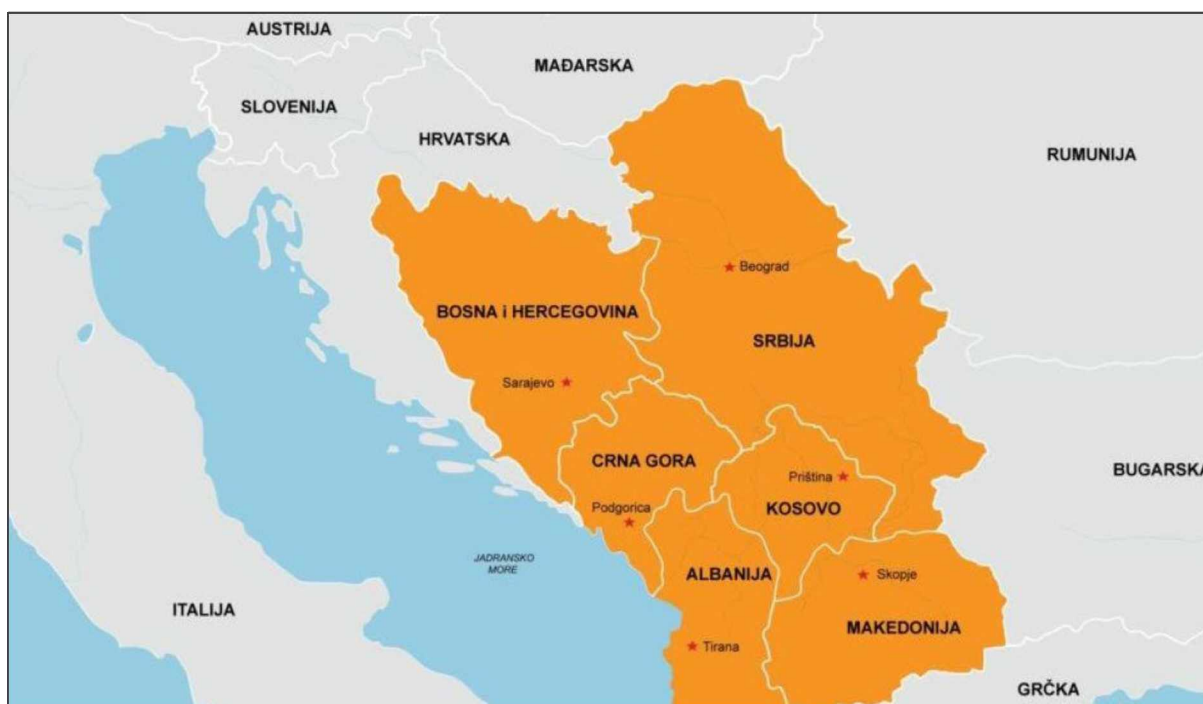 AUSTRIJA
MAĐARSKA
SLOVENIJA
HRVATSKA
RUMUNIJA
Beograd
BOSNA i HERCEGOVINA
SRBIJA
Sarajevo
CRNA GORA
BUGARSKA
Priština
Podgorica
KOSOVO
JADRANSKO
MORE
ALBANIJA
Skopje
ITALIJA
MAKEDONIJA
Tirana
GRČKA